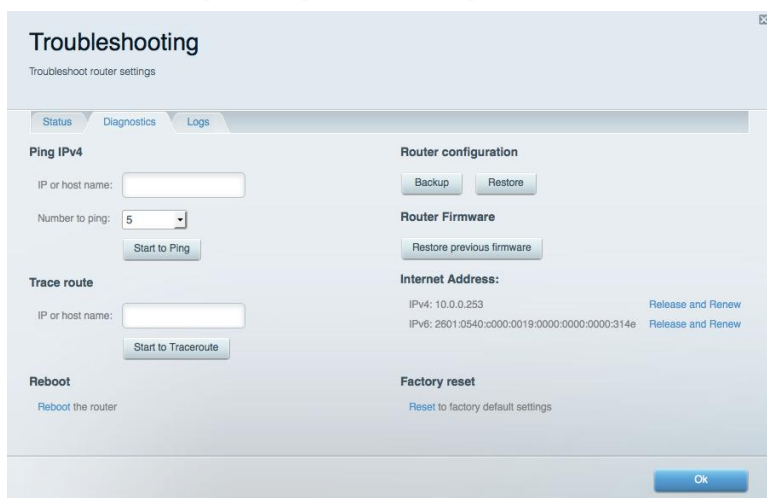 Troubleshooting
Troubleshoot router settings
Status Diagnostics Logs
Ping IPv4
IP or host name:
Number to ping: 5
Start to Ping
Trace route
IP or host name:
Start to Traceroute
Reboot
Reboot the router
Router configuration
Backup Restore
Router Firmware
Restore previous firmware
Internet Address:
IPv4: 10.0.0.253 Release and Renew
IPv6: 2601:0540:c000:0019:0000:0000:0000:314e Release and Renew
Factory reset
Reset to factory default settings
Ok